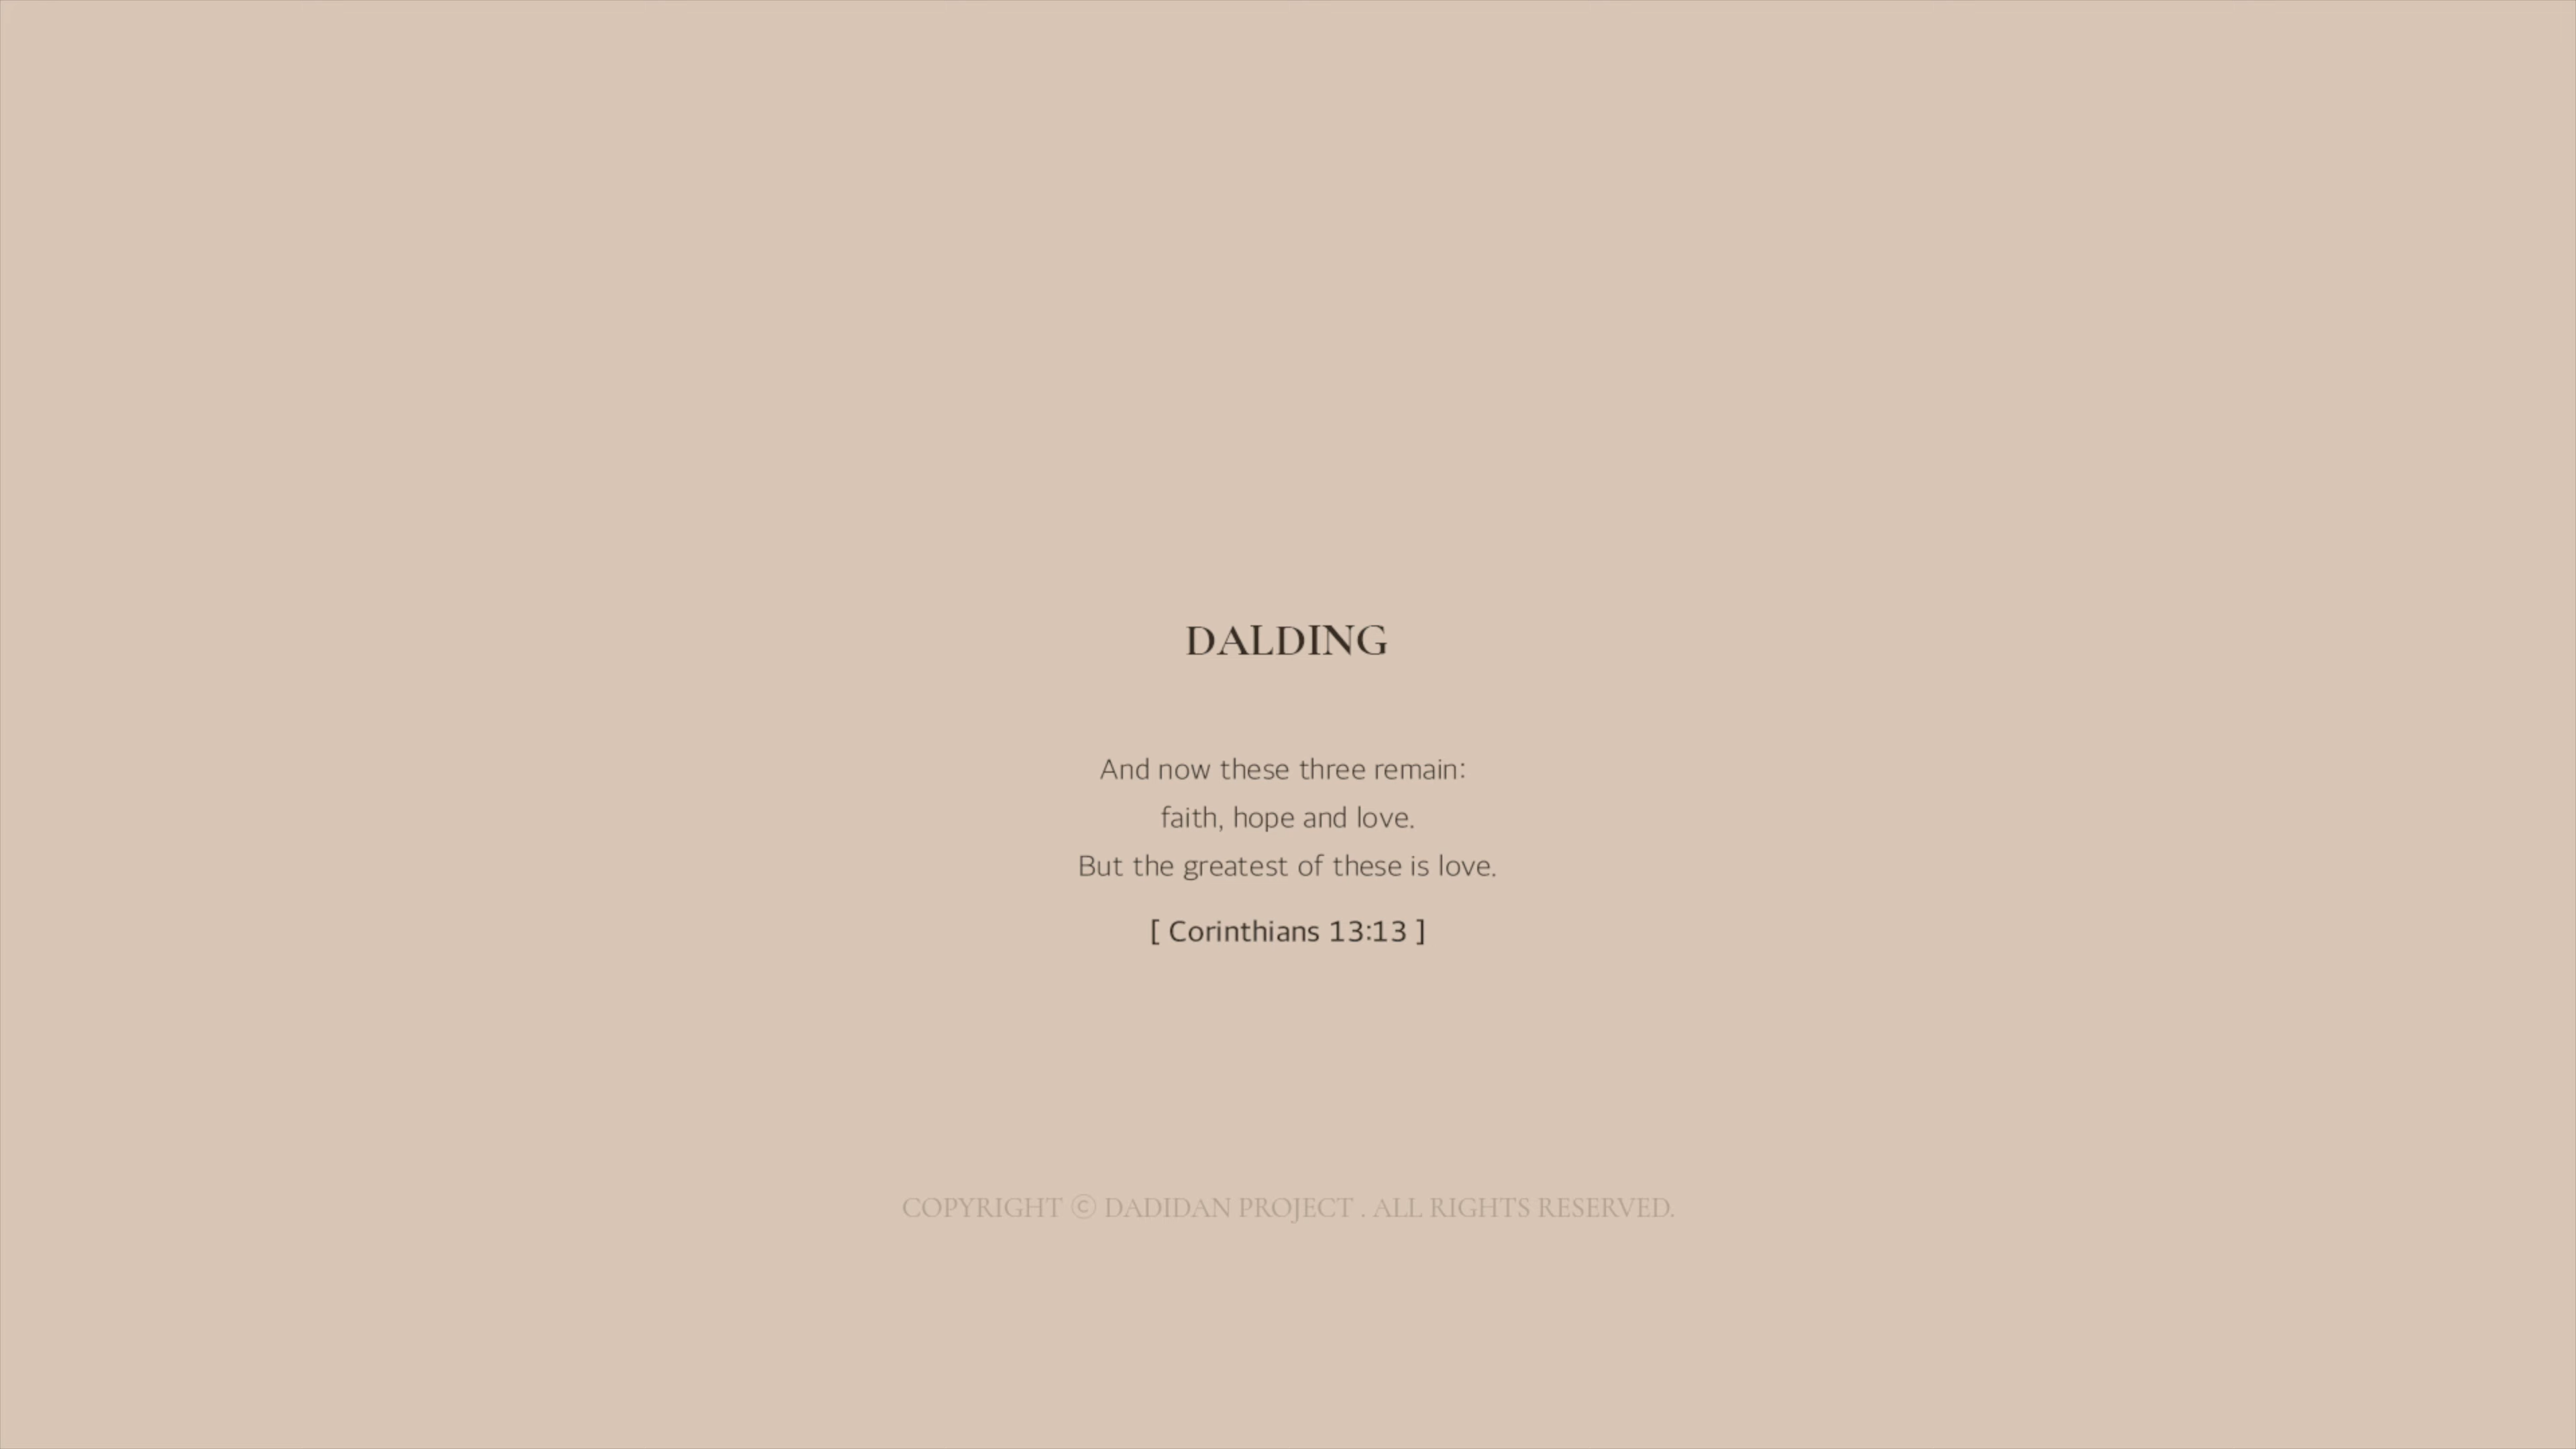 DALDING
And now these three remain:
faith, hope and love.
But the greatest of these is love.
[ Corinthians 13:13 ]
COPYRIGHT © DADIDAN PROJECT . ALL RIGHTS RESERVED.